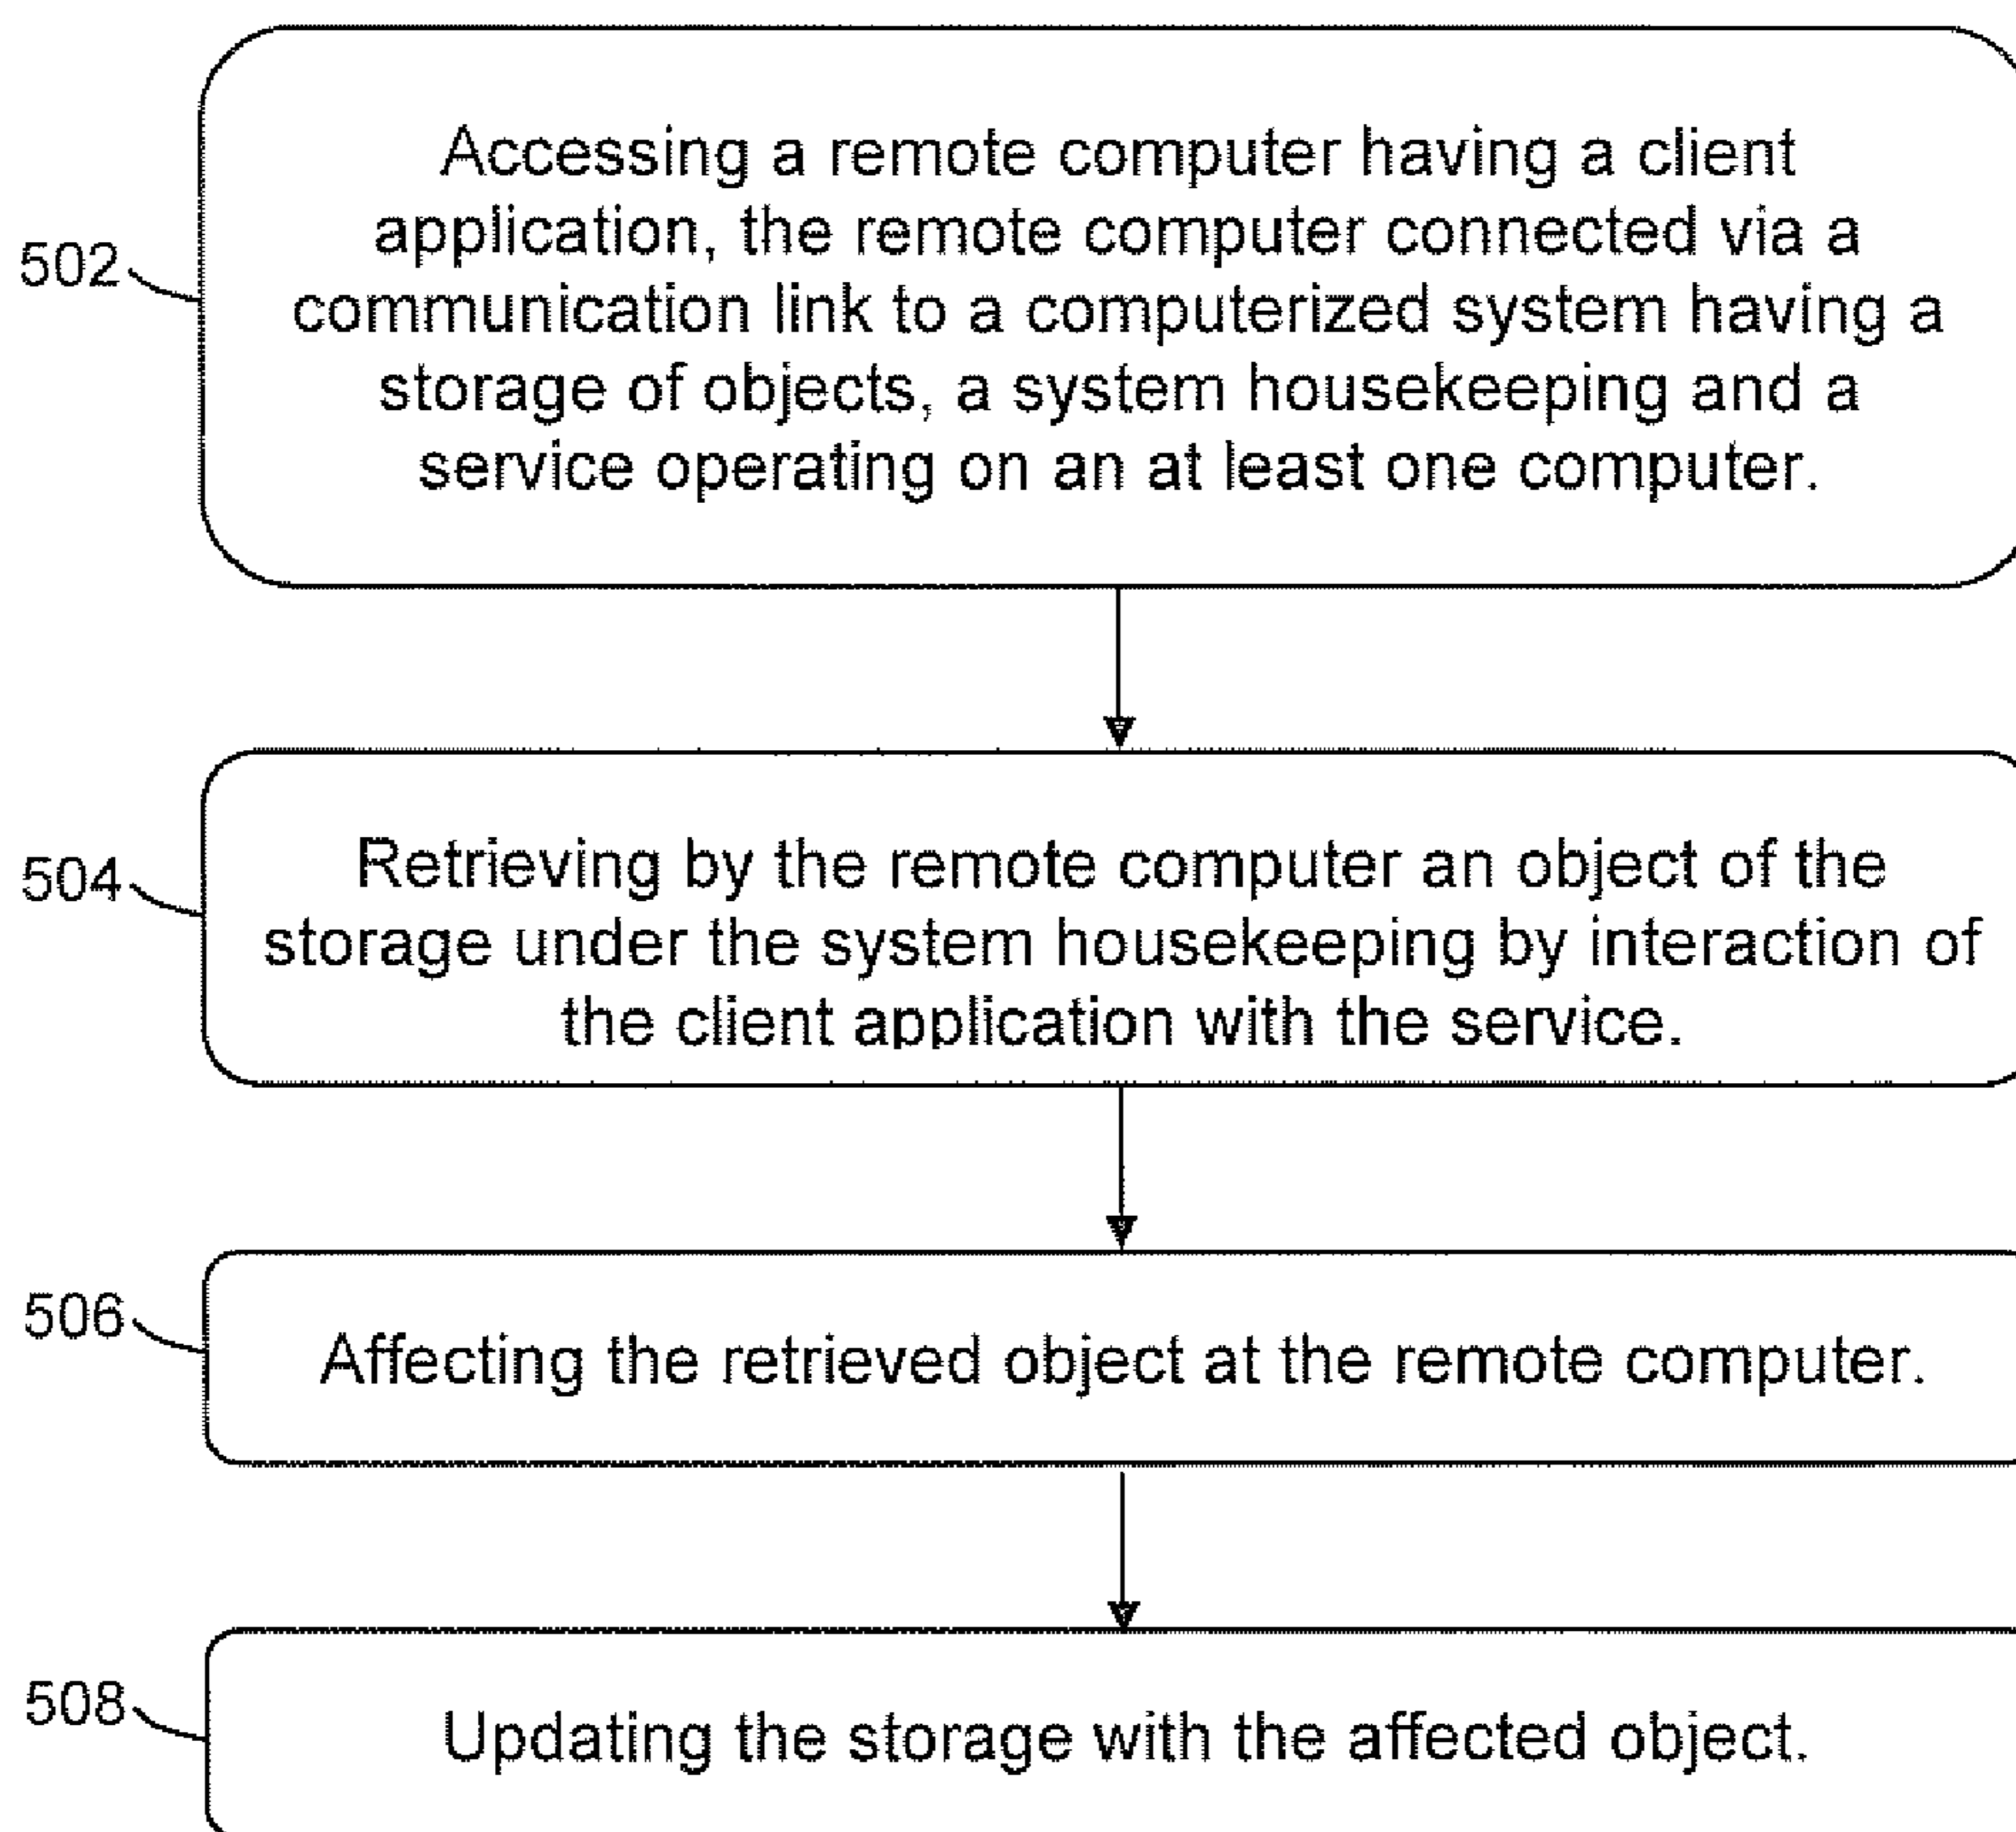 Accessing a remote computer having a client
application, the remote computer connected via a
502
communication link to a computerized system having a
storage of objects, a system housekeeping and a
service operating on an at least one computer.
504
Retrieving by the remote computer an object of the
storage under the system housekeeping by interaction of
the client application with the service.
506
Affecting the retrieved object at the remote computer.
508
Updating the storage with the affected object.